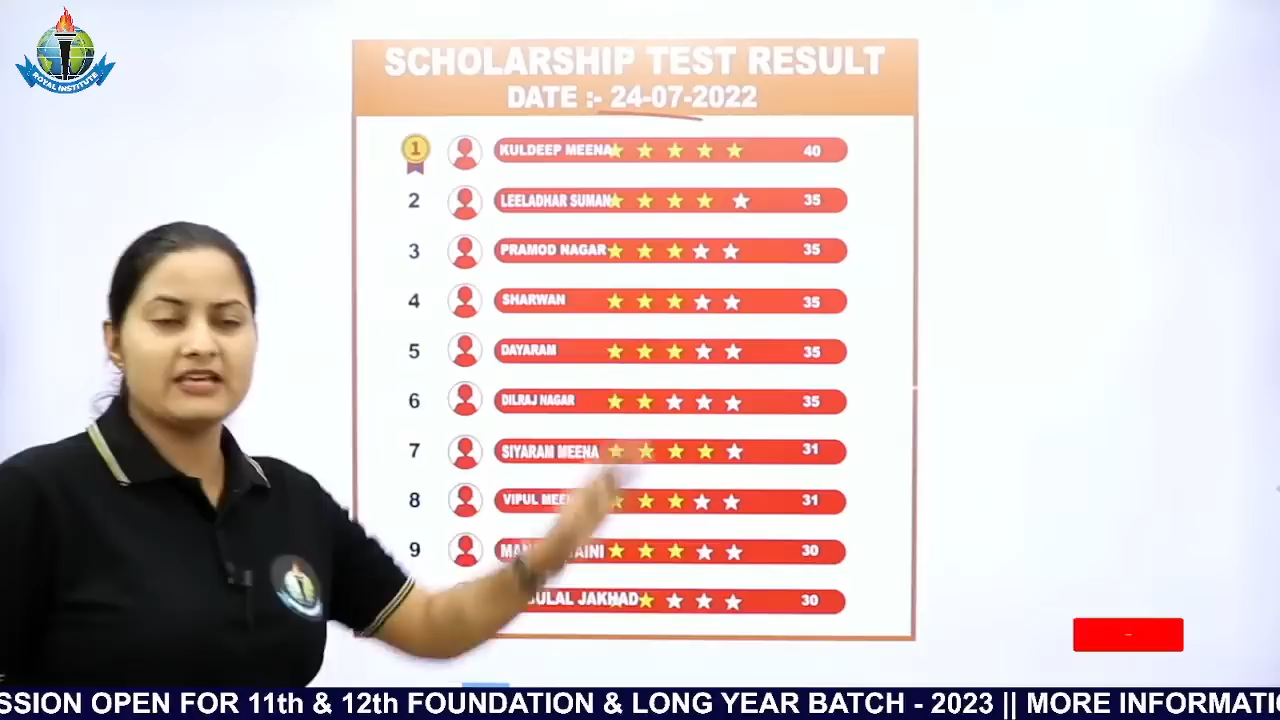 ROYAL INSTITUTE
SCHOLARSHIP TEST RESULT
DATE :- 24-07-2022
1 KULDEEP MEENA 40
2 LEELADHAR SUMAN 35
3 PRAMOD NAGAR 35
4 SHARWAN 35
5 DAYARAM 35
6 DILRAJ NAGAR 35
7 SIYARAM MEENA 31
8 VIPUL 31
9 30
JAKHAD 30
SSION OPEN FOR 11th & 12th FOUNDATION & LONG YEAR BATCH - 2023 || MORE INFORMATI